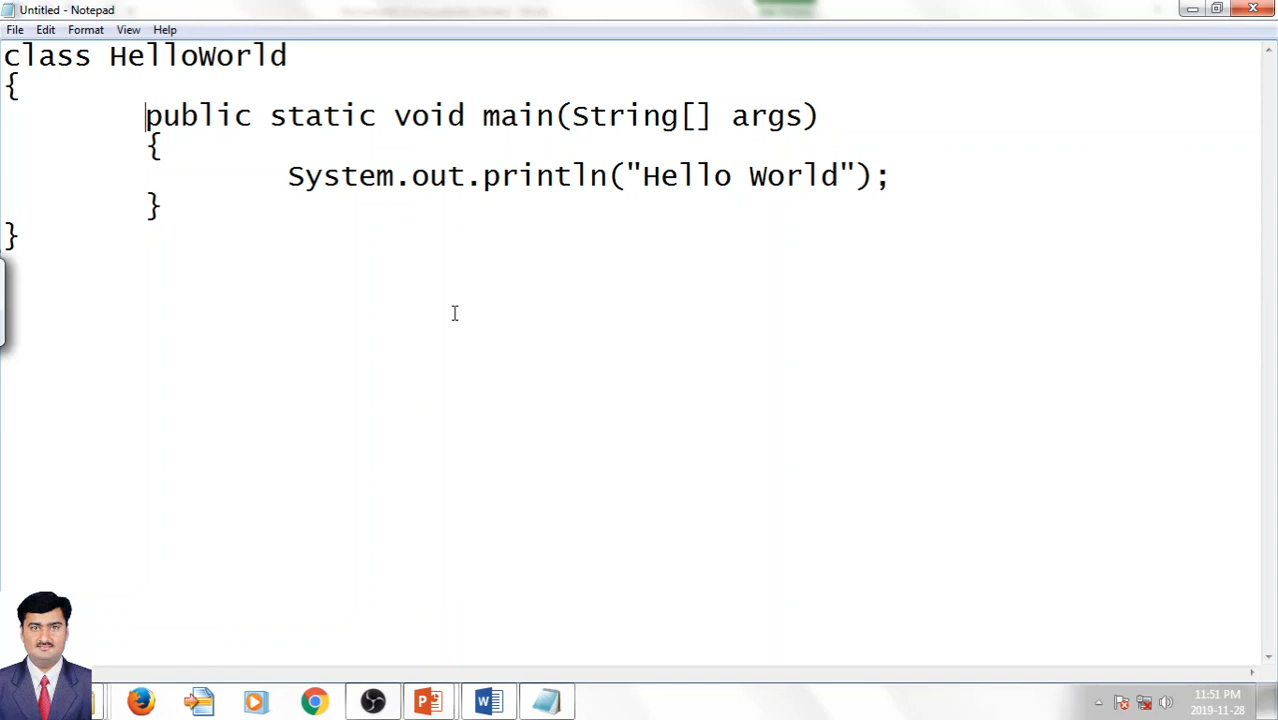 Untitled - Notepad
File Edit Format View Help
class HelloWorld
{
public static void main(String[] args)
{
System.out.println("Hello World");
}
}
11:51 PM
2019-11-28